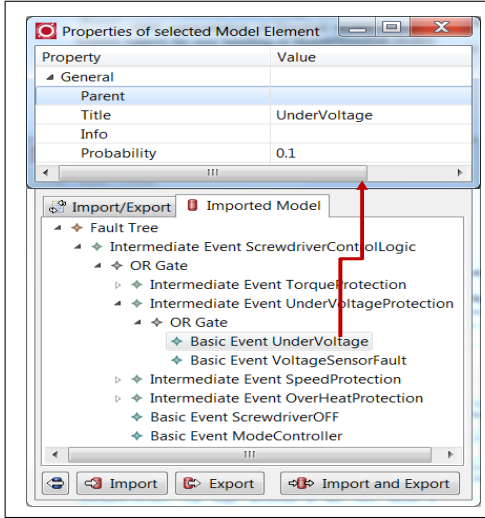 Properties of selected Model Element
Property Value
General
Parent
Title UnderVoltage
Info
Probability 0.1
Import/Export Imported Model
Fault Tree
Intermediate Event ScrewdriverControlLogic
OR Gate
Intermediate Event TorqueProtection
Intermediate Event UnderVoltageProtection
OR Gate
Basic Event UnderVoltage
Basic Event VoltageSensorFault
Intermediate Event SpeedProtection
Intermediate Event OverHeatProtection
Basic Event ScrewdriverOFF
Basic Event ModeController
Import Export Import and Export